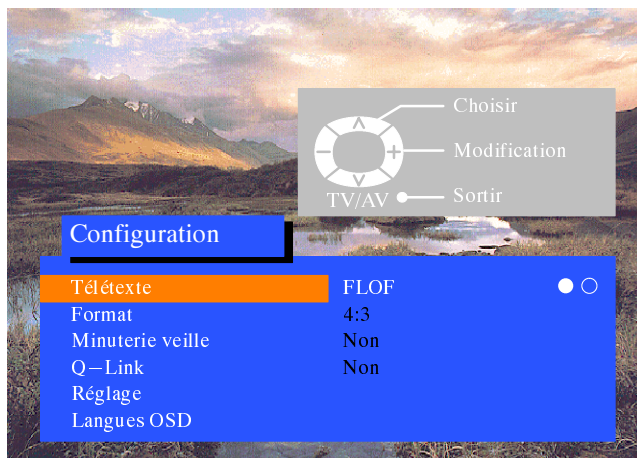 Choisir
Modification
TV/AV Sortir
Configuration
Télétexte FLOF
Format 4:3
Minuterie veille Non
Q–Link Non
Réglage
Langues OSD